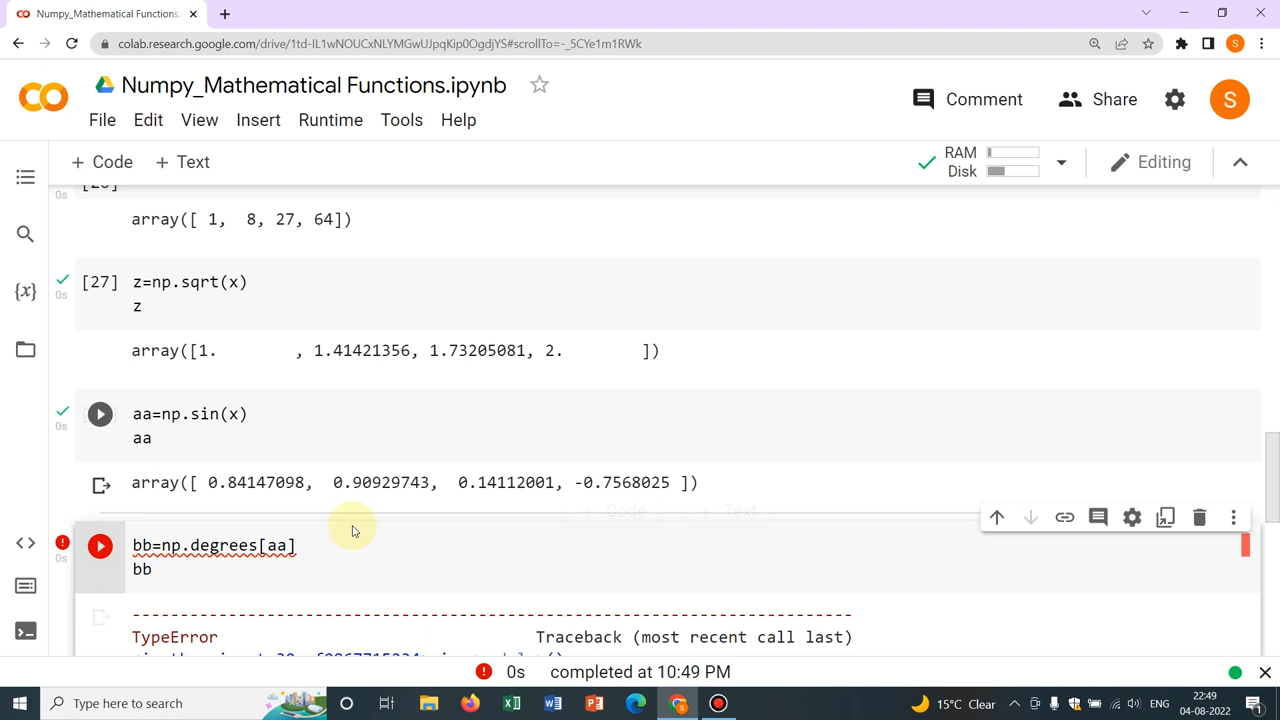 Numpy_Mathematical Functions.
colab.research.google.com/drive/1td-IL1wNOUCxNLYMGwUJpqKip0OgdjYS#scrollTo=-_5CYe1m1RWk
S
Numpy_Mathematical Functions.ipynb
Comment
Share
S
File Edit View Insert Runtime Tools Help
+ Code + Text
RAM
Disk
Editing
0s
array([ 1, 8, 27, 64])
[27] z=np.sqrt(x)
0s
z
array([1. , 1.41421356, 1.73205081, 2. ])
aa=np.sin(x)
0s
aa
array([ 0.84147098, 0.90929743, 0.14112001, -0.7568025 ])
+ Code + Text
bb=np.degrees[aa]
0s
bb
---------------------------------------------------------------------------
TypeError Traceback (most recent call last)
0s completed at 10:49 PM
Type here to search
15°C Clear
22:49
ENG
04-08-2022
1